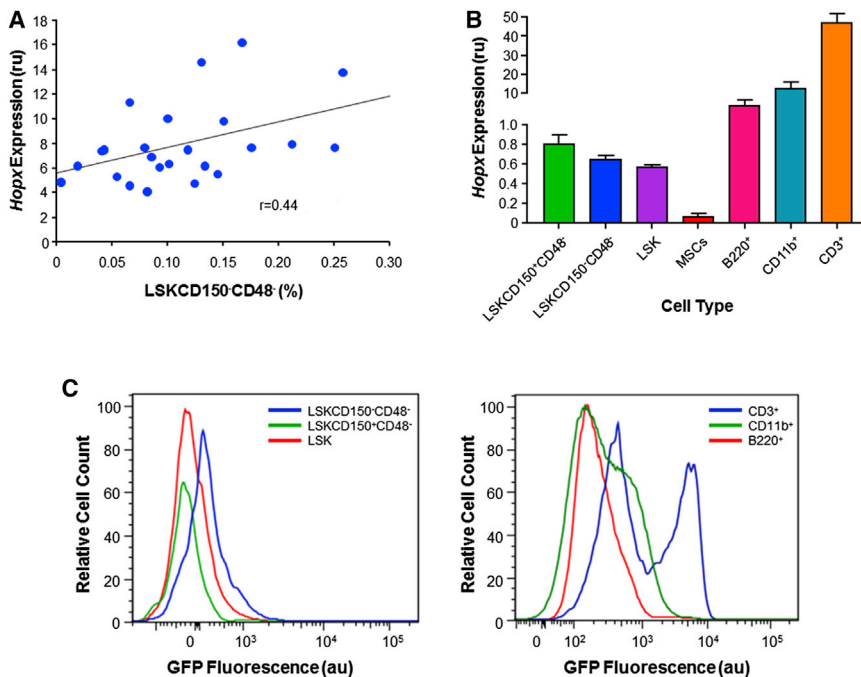 A
Hopx Expression (ru)
18
16
14
12
10
8
6
4
2
0
r=0.44
0 0.05 0.10 0.15 0.20 0.25 0.30
LSKCD150⁻CD48⁻ (%)
B
Hopx Expression (ru)
50
40
30
20
10
1.0
0.8
0.6
0.4
0.2
0
LSKCD150⁺CD48⁻
LSKCD150⁻CD48⁻
LSK
MSCs
B220⁺
CD11b⁺
CD3⁺
Cell Type
C
Relative Cell Count
100
80
60
40
20
0
LSKCD150⁻CD48⁻
LSKCD150⁺CD48⁻
LSK
0 10³ 10⁴ 10⁵
GFP Fluorescence (au)
Relative Cell Count
100
80
60
40
20
0
CD3⁺
CD11b⁺
B220⁺
0 10² 10³ 10⁴ 10⁵
GFP Fluorescence (au)